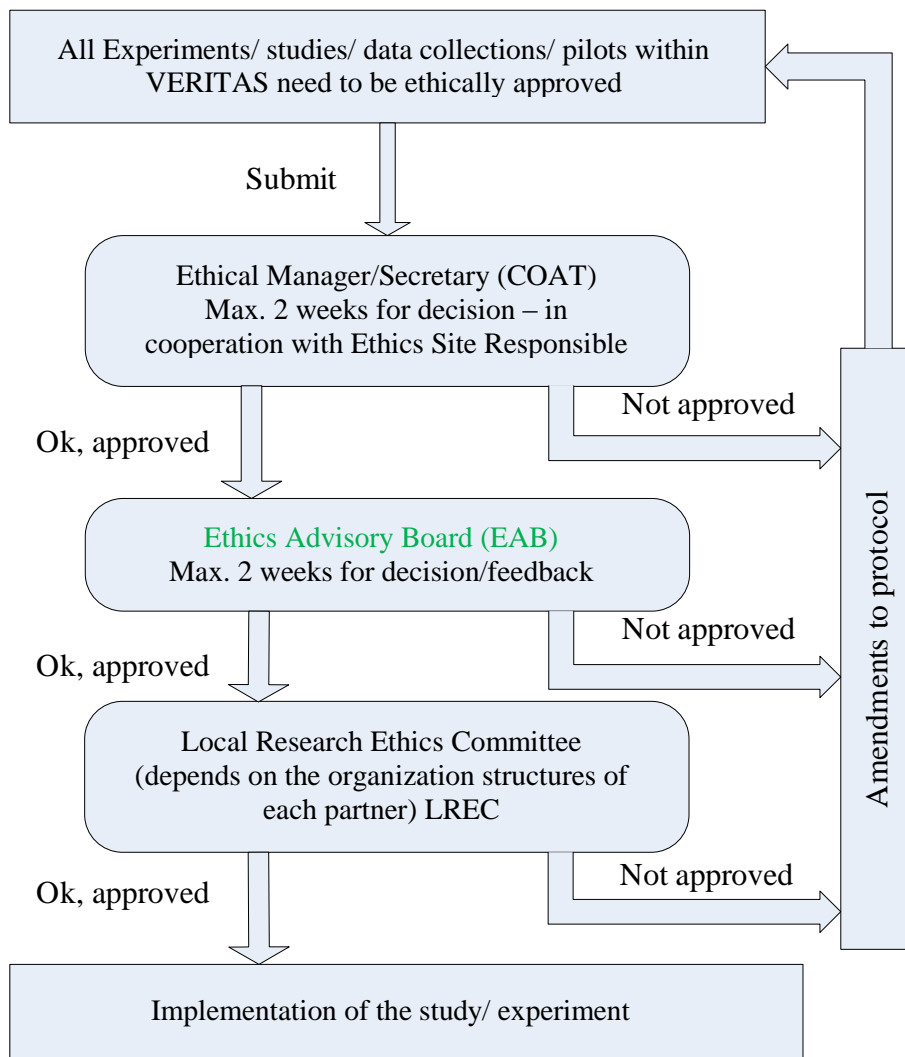 All Experiments/ studies/ data collections/ pilots within
VERITAS need to be ethically approved
Submit
Ethical Manager/Secretary (COAT)
Max. 2 weeks for decision – in
cooperation with Ethics Site Responsible
Not approved
Ok, approved
Ethics Advisory Board (EAB)
Max. 2 weeks for decision/feedback
Not approved
Ok, approved
Local Research Ethics Committee
(depends on the organization structures of
each partner) LREC
Not approved
Ok, approved
Amendments to protocol
Implementation of the study/ experiment